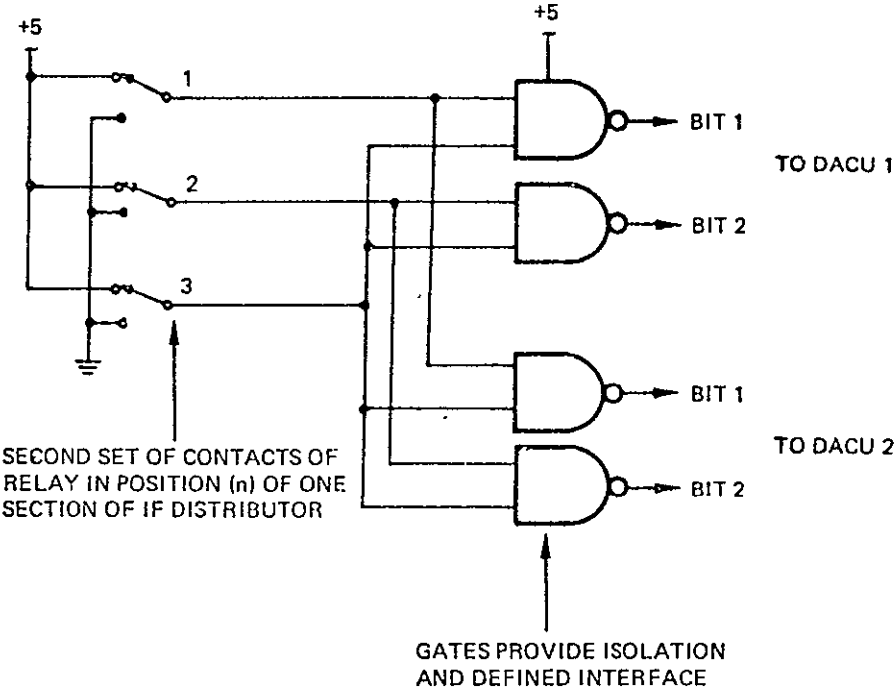 +5
+5
1
BIT 1
TO DACU 1
2
BIT 2
3
BIT 1
SECOND SET OF CONTACTS OF
RELAY IN POSITION (n) OF ONE
SECTION OF IF DISTRIBUTOR
TO DACU 2
BIT 2
GATES PROVIDE ISOLATION
AND DEFINED INTERFACE